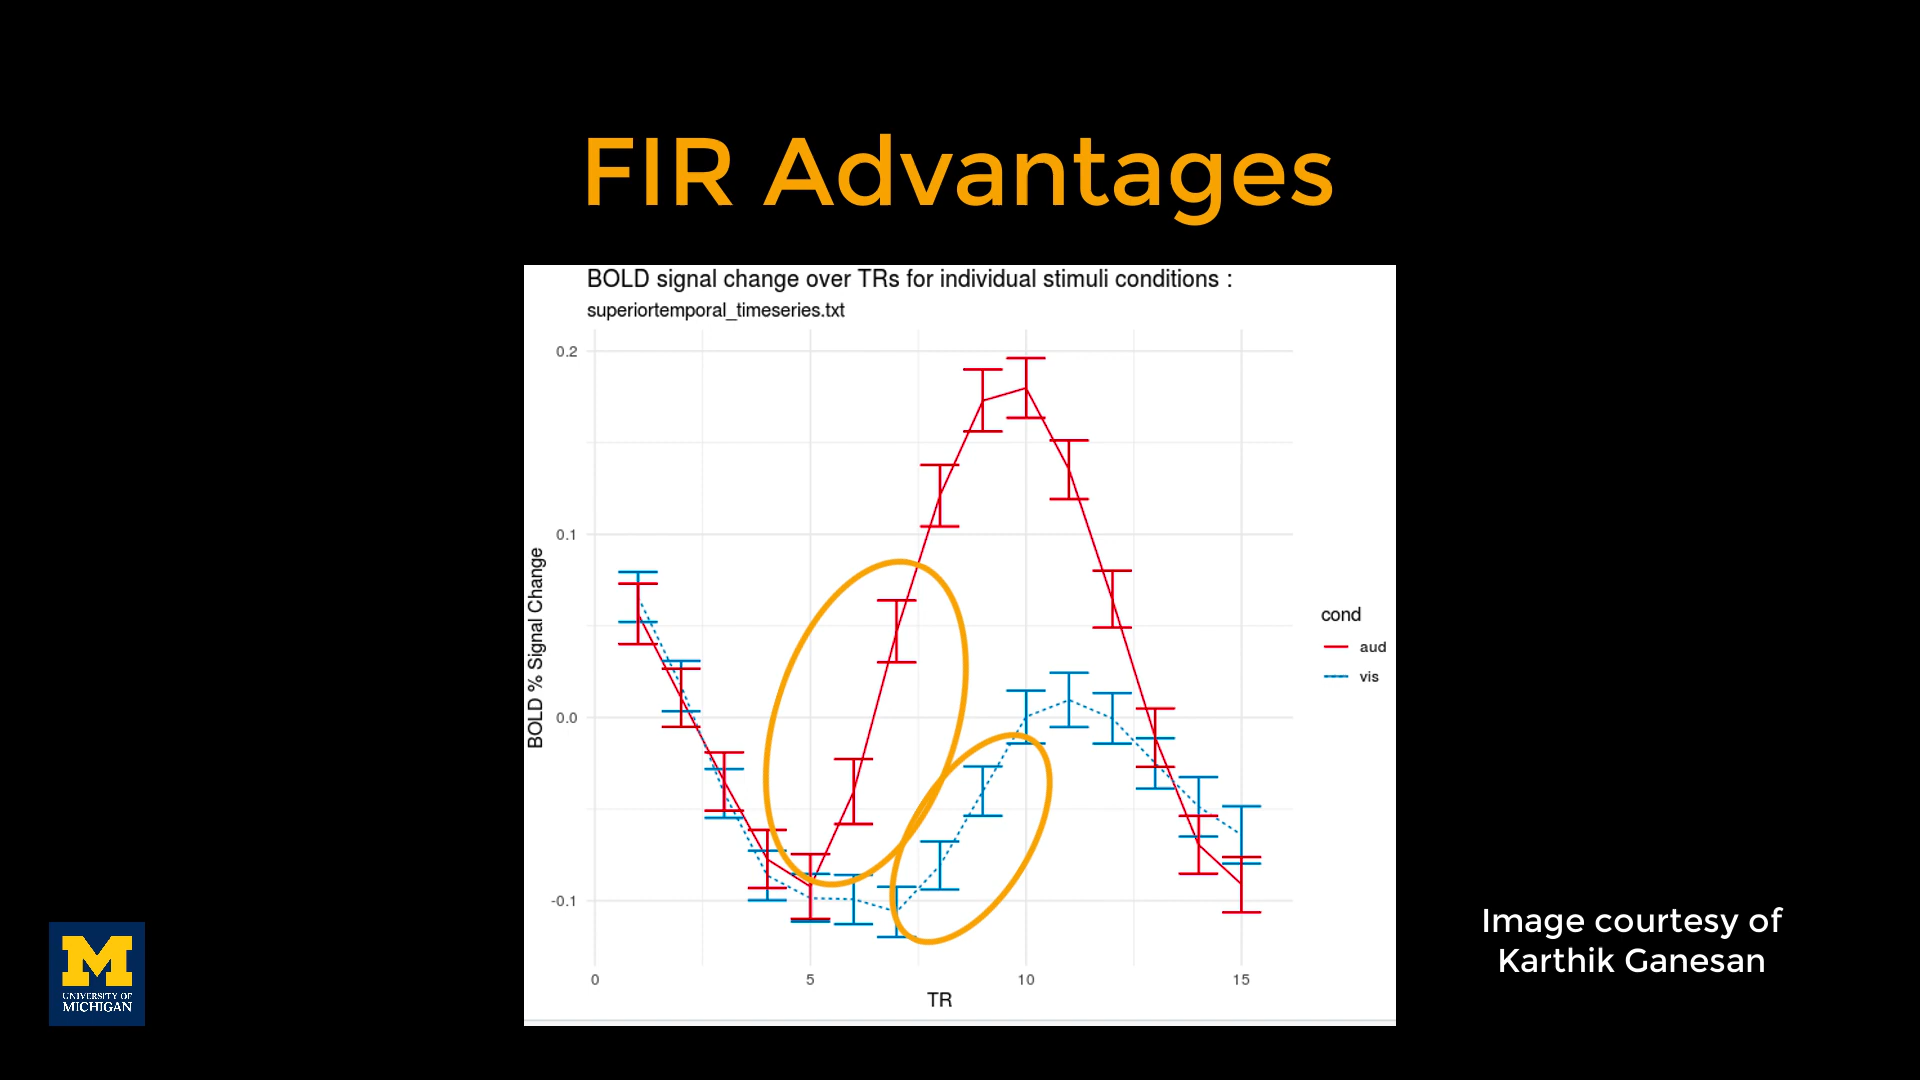 FIR Advantages
BOLD signal change over TRs for individual stimuli conditions :
superiortemporal_timeseries.txt
BOLD % Signal Change
0.2
0.1
0.0
-0.1
0
5
10
15
TR
cond
aud
vis
Image courtesy of
Karthik Ganesan
M
UNIVERSITY OF
MICHIGAN